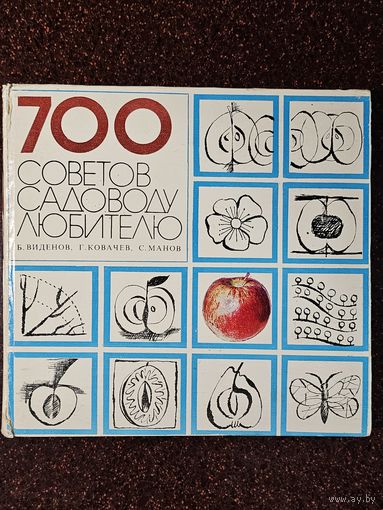 700
СОВЕТОВ
САДОВОДУ
ЛЮБИТЕЛЮ
Б. ВИДЕНОВ, Г. КОВАЧЕВ, С. МАНОВ
www.ay.by